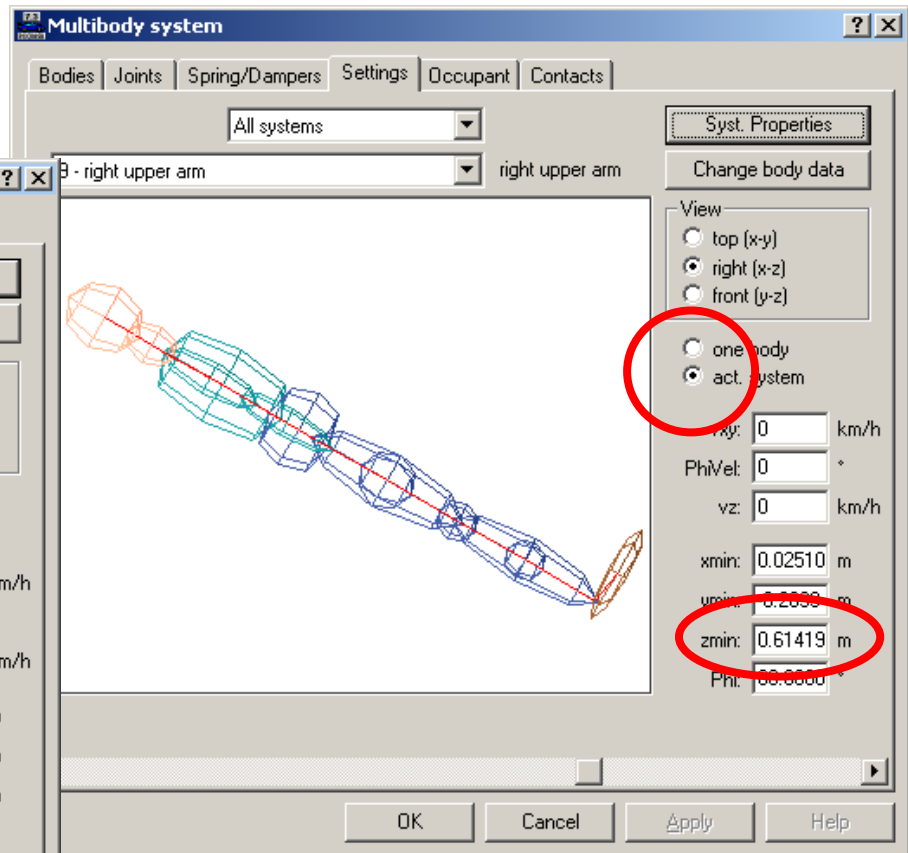 Multibody system
Bodies Joints Spring/Dampers Settings Occupant Contacts
All systems Syst. Properties
- right upper arm right upper arm Change body data
View
top (x-y)
right (x-z)
front (y-z)
one body
act. system
0 km/h
PhiVel: 0 °
vz: 0 km/h
xmin: 0.02510 m
m
zmin: 0.61419 m
Phi: °
m/h
m/h
OK Cancel Apply Help